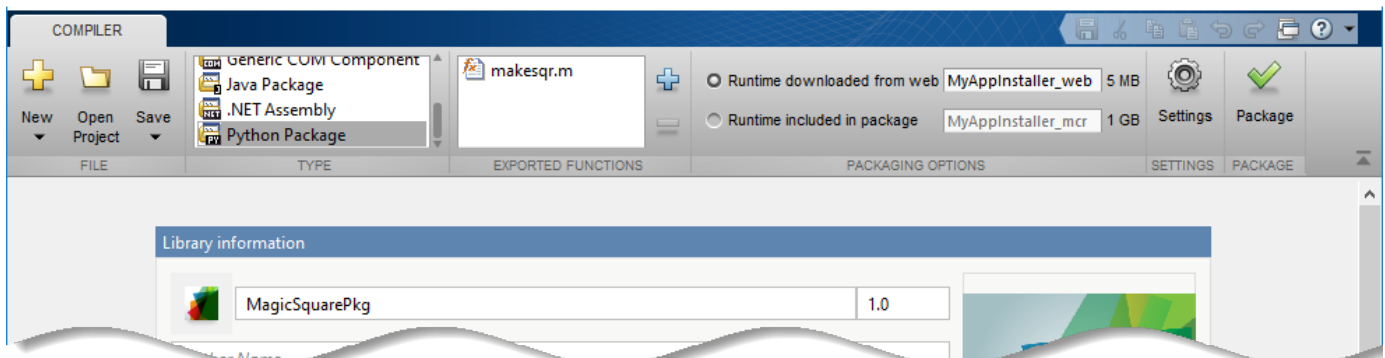 COMPILER
New
Open Project
Save
FILE
Generic COM Component
Java Package
.NET Assembly
Python Package
TYPE
makesqr.m
EXPORTED FUNCTIONS
Runtime downloaded from web MyAppInstaller_web 5 MB
Runtime included in package MyAppInstaller_mcr 1 GB
PACKAGING OPTIONS
Settings
SETTINGS
Package
PACKAGE
Library information
MagicSquarePkg 1.0